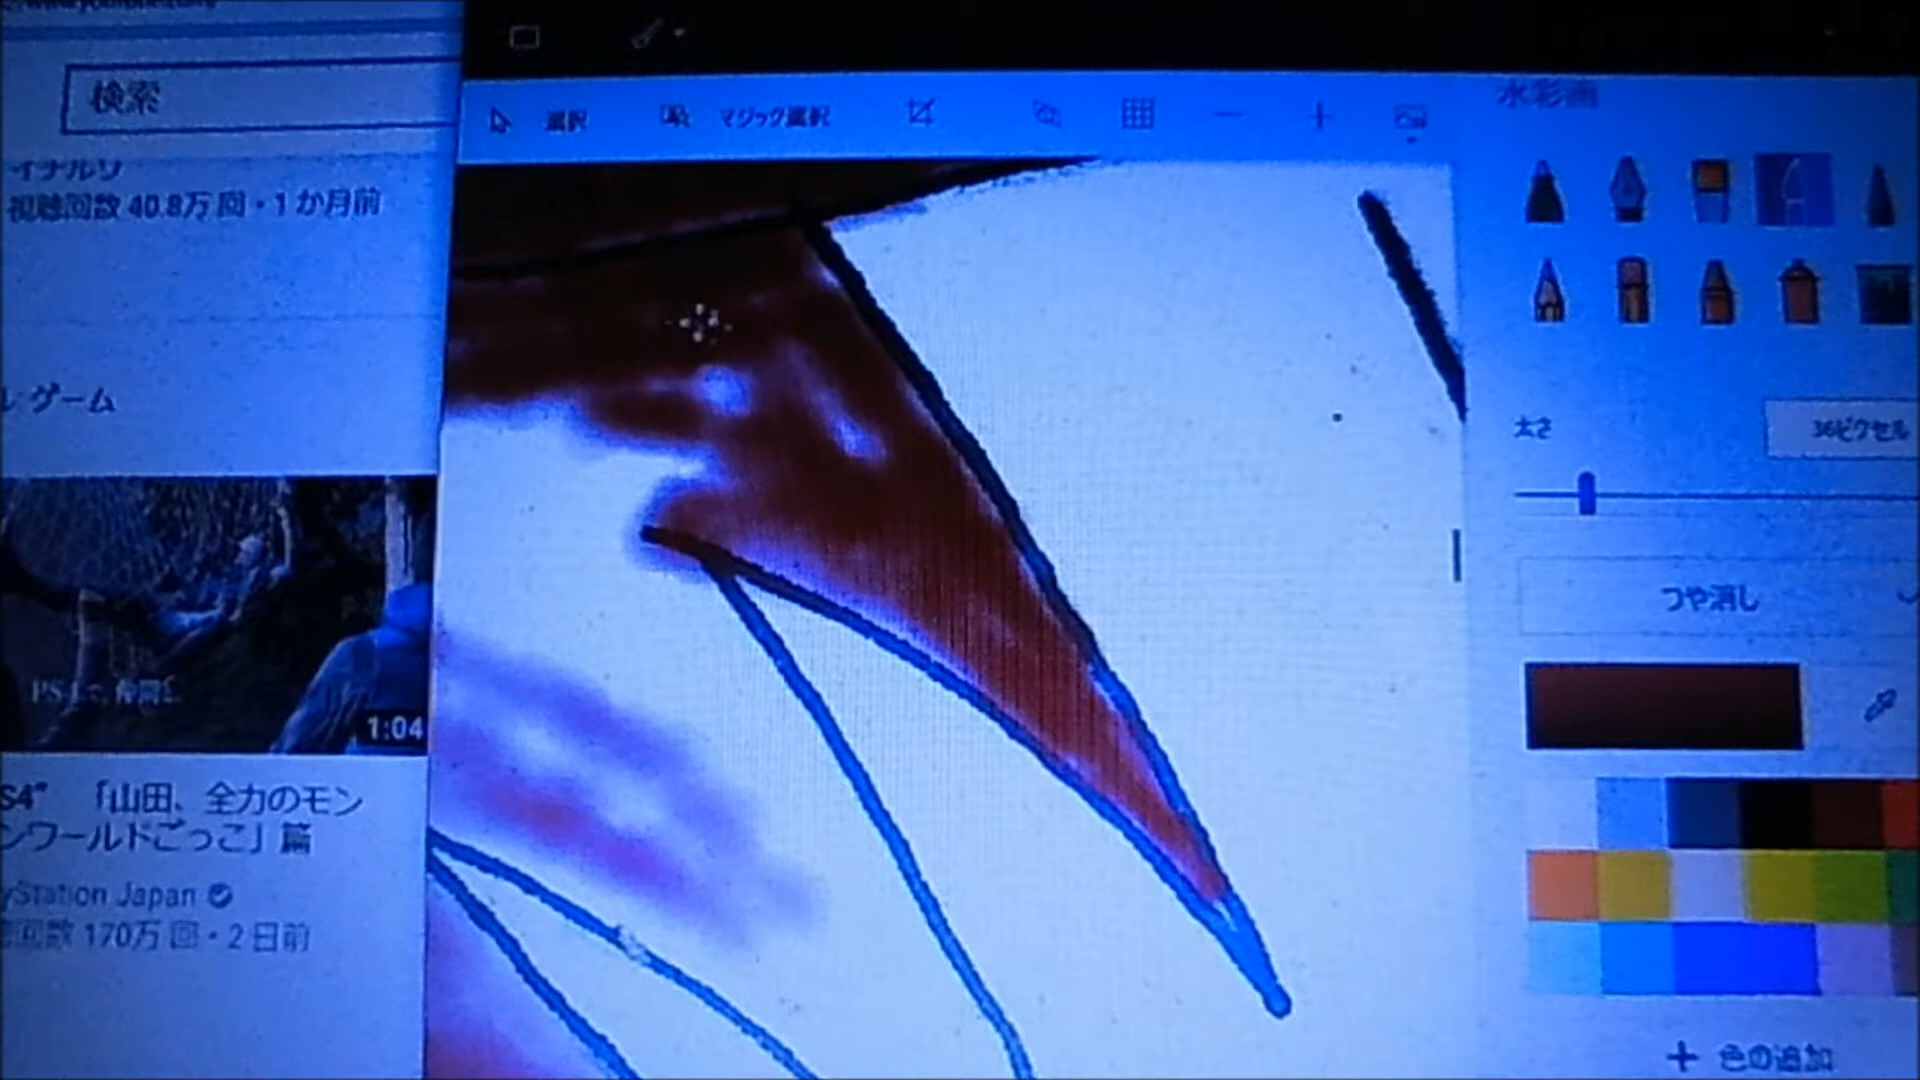 検索
イナルソ
視聴回数 40.8万 回・1 か月前
ル ゲーム
1:04
S4" 「山田、全力のモン
ンワールドごっこ」篇
yStation Japan
回数 170万 回・2 日前
選択
マジック選択
水彩画
太さ
36ピクセル
つや消し
+ 色の追加